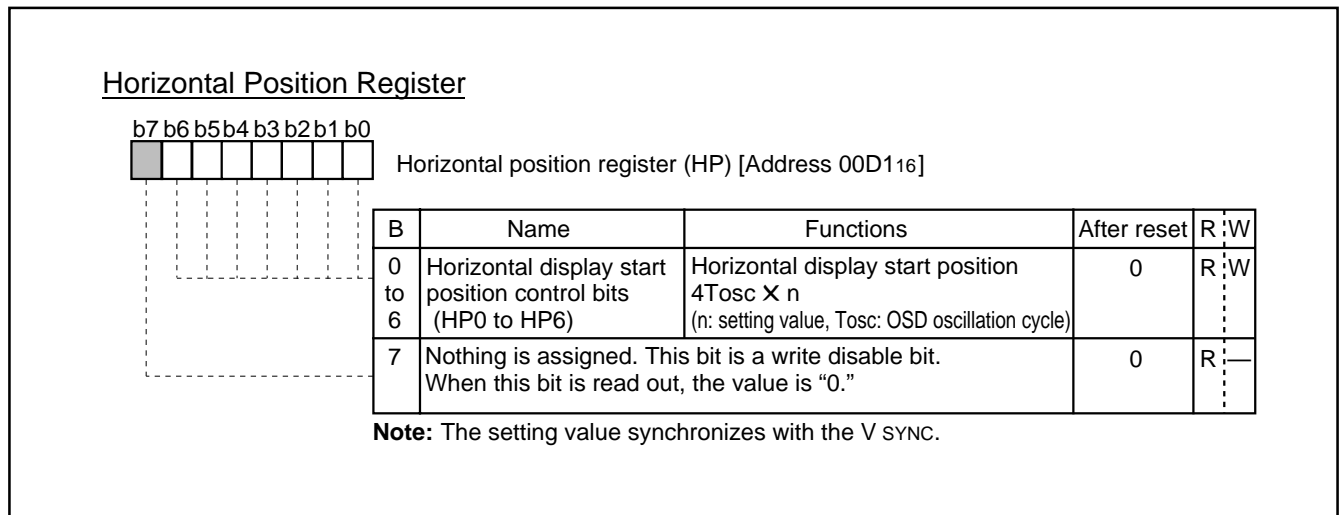 Horizontal Position Register
b7 b6 b5 b4 b3 b2 b1 b0
Horizontal position register (HP) [Address 00D116]
B Name Functions After reset R W
0 to 6 Horizontal display start position control bits (HP0 to HP6) Horizontal display start position 4Tosc X n (n: setting value, Tosc: OSD oscillation cycle) 0 R W
7 Nothing is assigned. This bit is a write disable bit. When this bit is read out, the value is “0.” 0 R —
Note: The setting value synchronizes with the V SYNC.